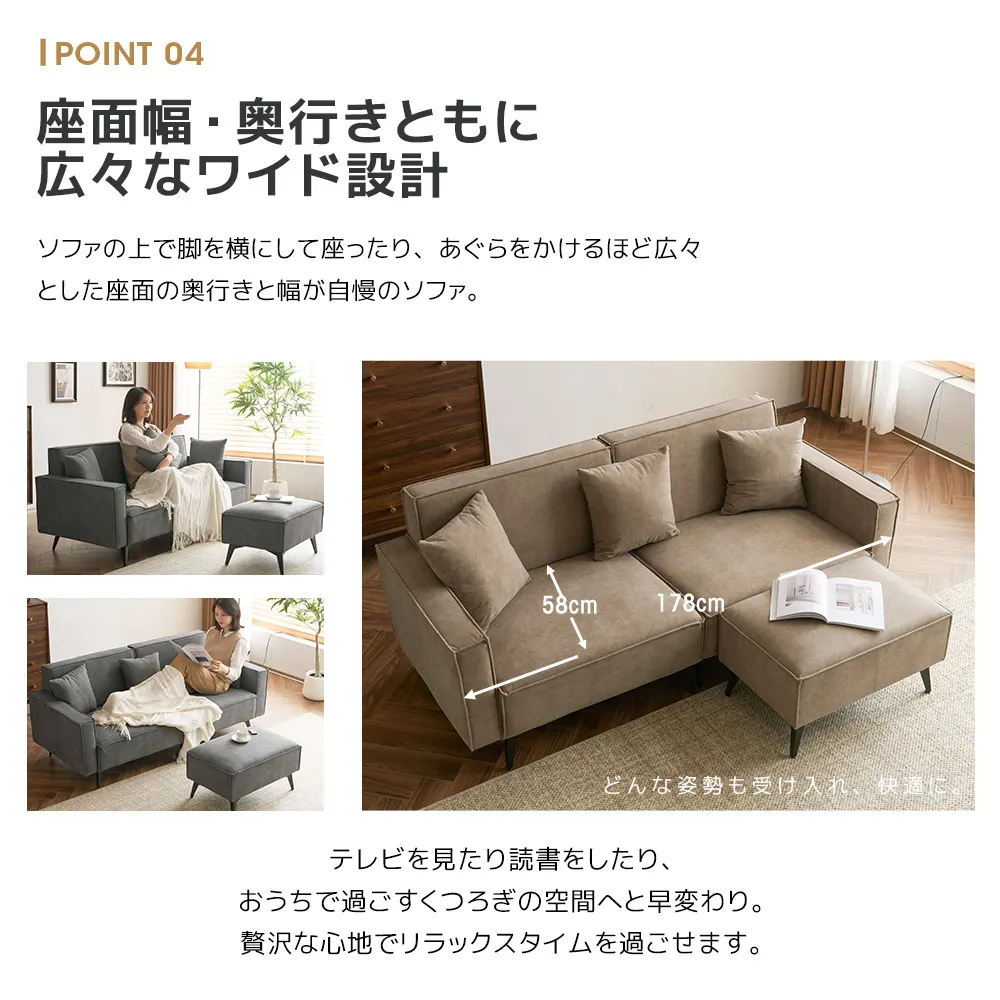 POINT 04
座面幅・奥行きともに
広々なワイド設計
ソファの上で脚を横にして座ったり、あぐらをかけるほど広々
とした座面の奥行きと幅が自慢のソファ。
58cm
178cm
どんな姿勢も受け入れ、快適に。
テレビを見たり読書をしたり、
おうちで過ごすくつろぎの空間へと早変わり。
贅沢な心地でリラックスタイムを過ごせます。